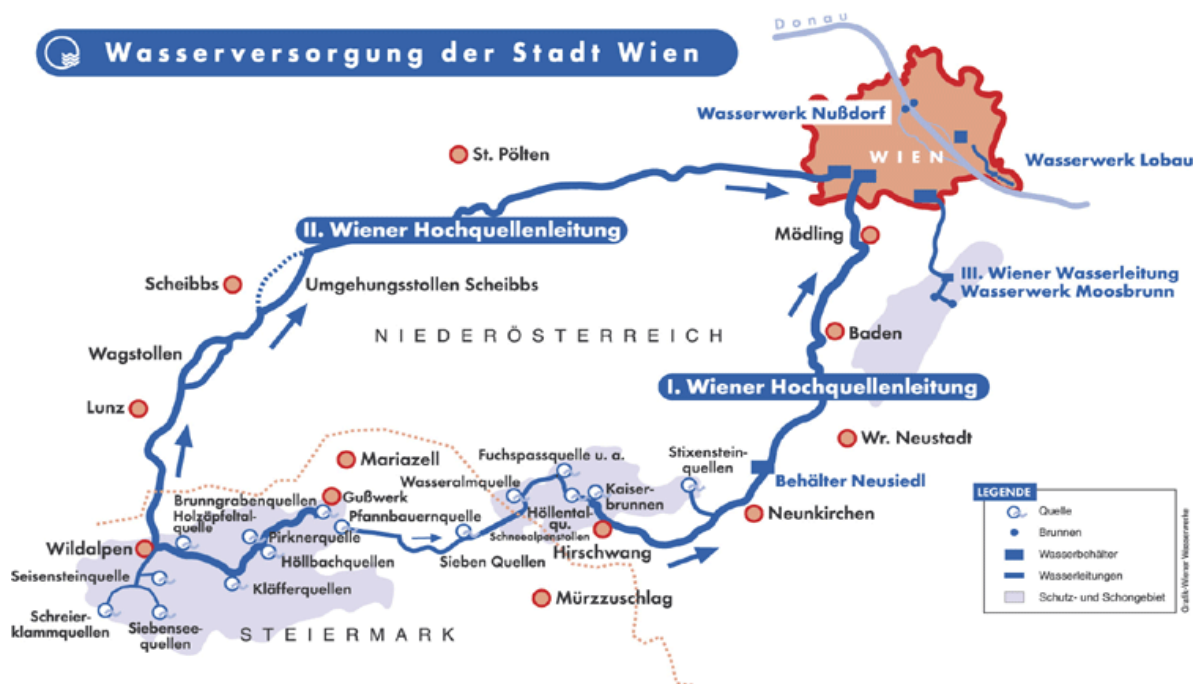 Wasserversorgung der Stadt Wien
Donau
Wasserwerk Nußdorf
WIEN
Wasserwerk Lobau
St. Pölten
II. Wiener Hochquellenleitung
Mödling
Scheibbs
Umgehungsstollen Scheibbs
III. Wiener Wasserleitung
Wasserwerk Moosbrunn
NIEDERÖSTERREICH
Baden
Wagstollen
I. Wiener Hochquellenleitung
Lunz
Wr. Neustadt
Mariazell
Fuchspassquelle u. a.
Stixenstein-
quellen
Wasseralmquelle
Kaiser-
brunnen
Behälter Neusiedl
Brunngrabenquellen
Gußwerk
Holzäpfeltal-
quelle
Pfannbauernquelle
Höllental-
qu.
Schneealpenstollen
Neunkirchen
Pirknerquelle
Hirschwang
Wildalpen
Höllbachquellen
Sieben Quellen
Seisensteinquelle
Kläfferquellen
Mürzzuschlag
Schreier-
klammquellen
Siebensee-
quellen
STEIERMARK
LEGENDE
Quelle
Brunnen
Wasserbehälter
Wasserleitungen
Schutz- und Schongebiet
Grafik-Wiener Wasserwerke